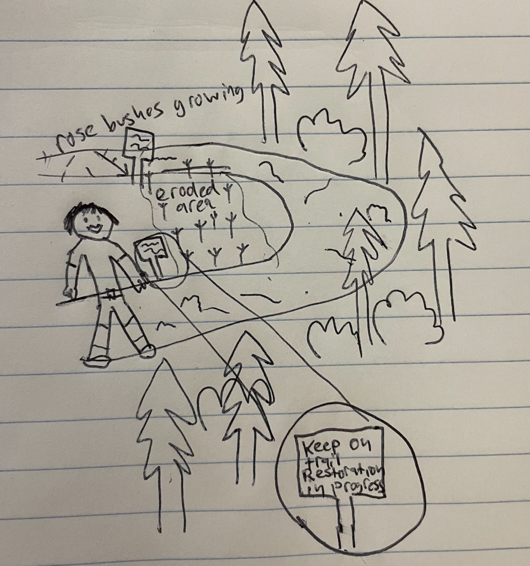 rose bushes growing
eroded
area
Keep on
trail
Restoration
in progress